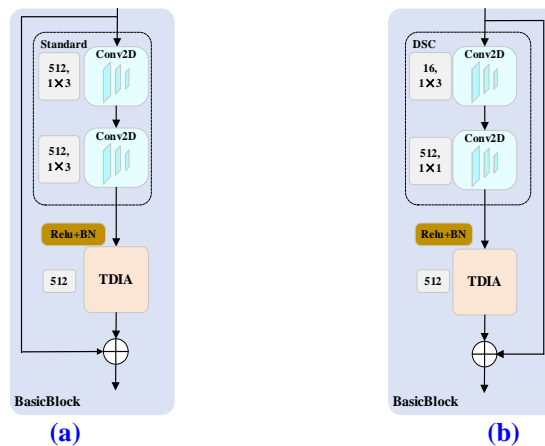 Standard
Conv2D
512,
1×3
Conv2D
512,
1×3
Relu+BN
512
TDIA
BasicBlock
(a)
DSC
Conv2D
16,
1×3
Conv2D
512,
1×1
Relu+BN
512
TDIA
BasicBlock
(b)